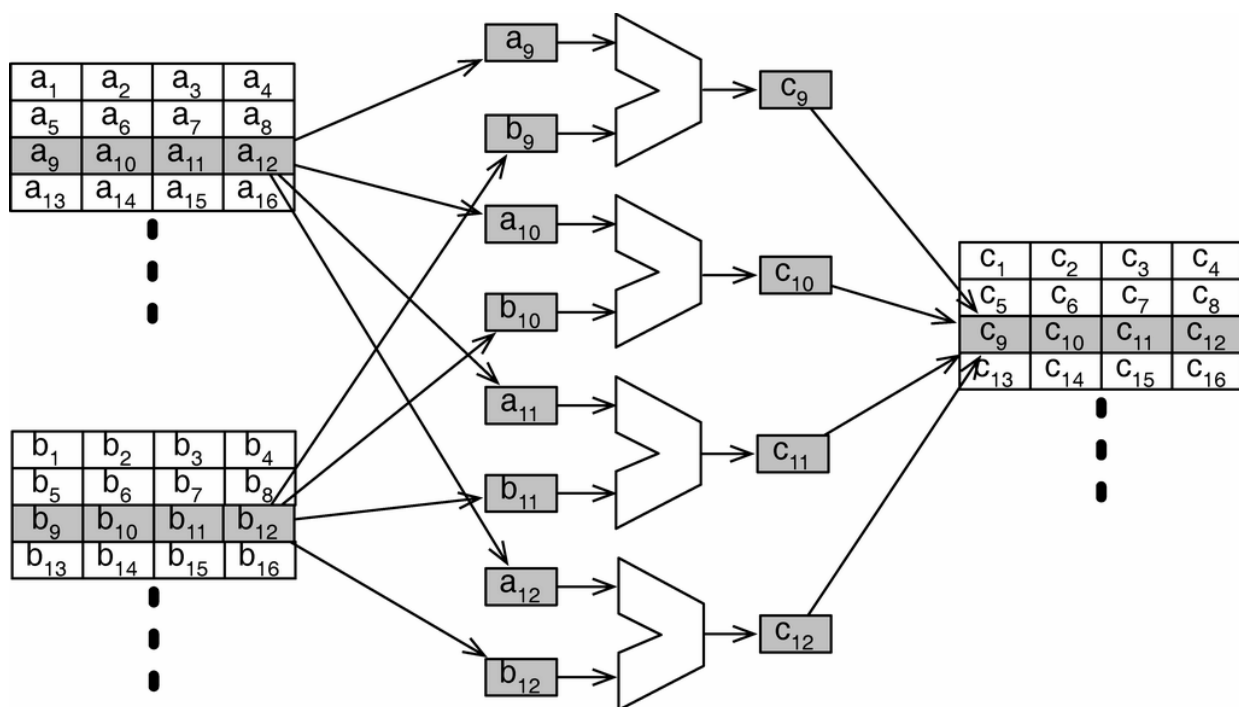 a₁ a₂ a₃ a₄
a₅ a₆ a₇ a₈
a₉ a₁₀ a₁₁ a₁₂
a₁₃ a₁₄ a₁₅ a₁₆
b₁ b₂ b₃ b₄
b₅ b₆ b₇ b₈
b₉ b₁₀ b₁₁ b₁₂
b₁₃ b₁₄ b₁₅ b₁₆
a₉
b₉
a₁₀
b₁₀
a₁₁
b₁₁
a₁₂
b₁₂
c₉
c₁₀
c₁₁
c₁₂
c₁ c₂ c₃ c₄
c₅ c₆ c₇ c₈
c₉ c₁₀ c₁₁ c₁₂
c₁₃ c₁₄ c₁₅ c₁₆